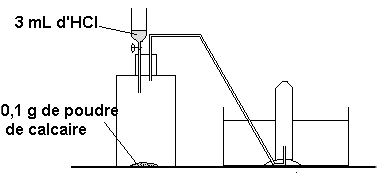 3 mL d'HCl
0,1 g de poudre
de calcaire